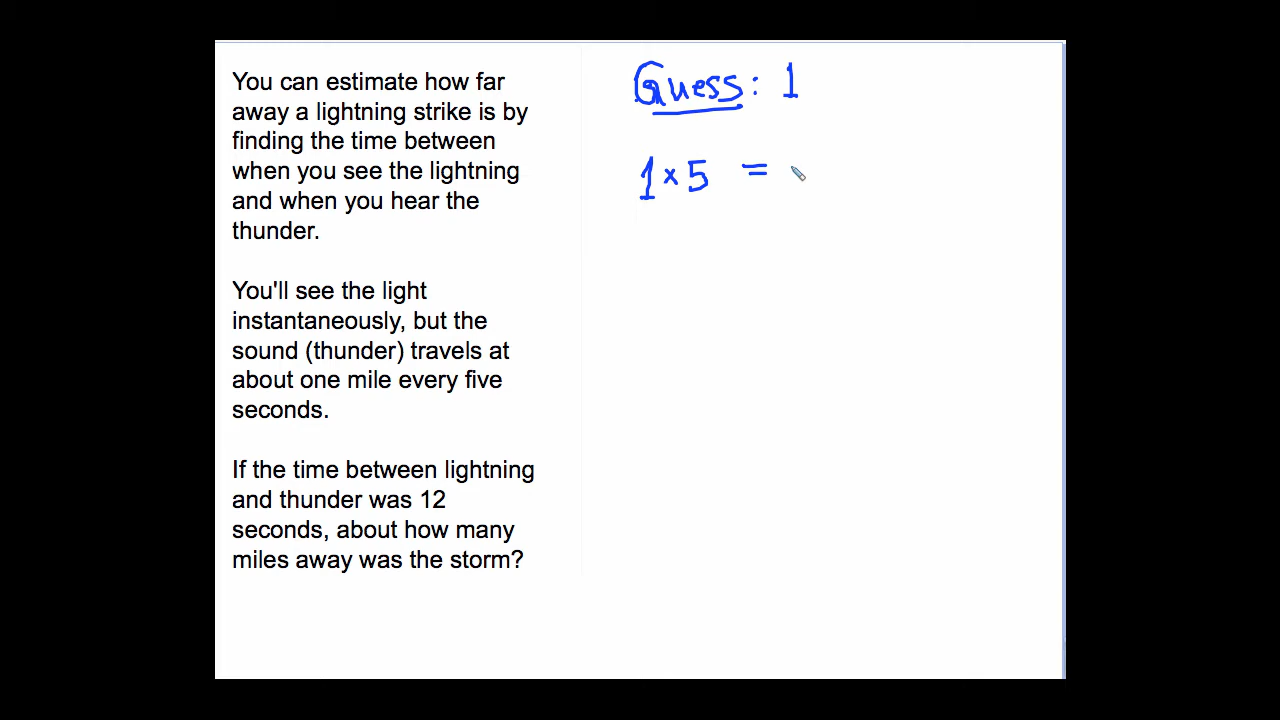 You can estimate how far
away a lightning strike is by
finding the time between
when you see the lightning
and when you hear the
thunder.
You'll see the light
instantaneously, but the
sound (thunder) travels at
about one mile every five
seconds.
If the time between lightning
and thunder was 12
seconds, about how many
miles away was the storm?
Guess: 1
1×5 =